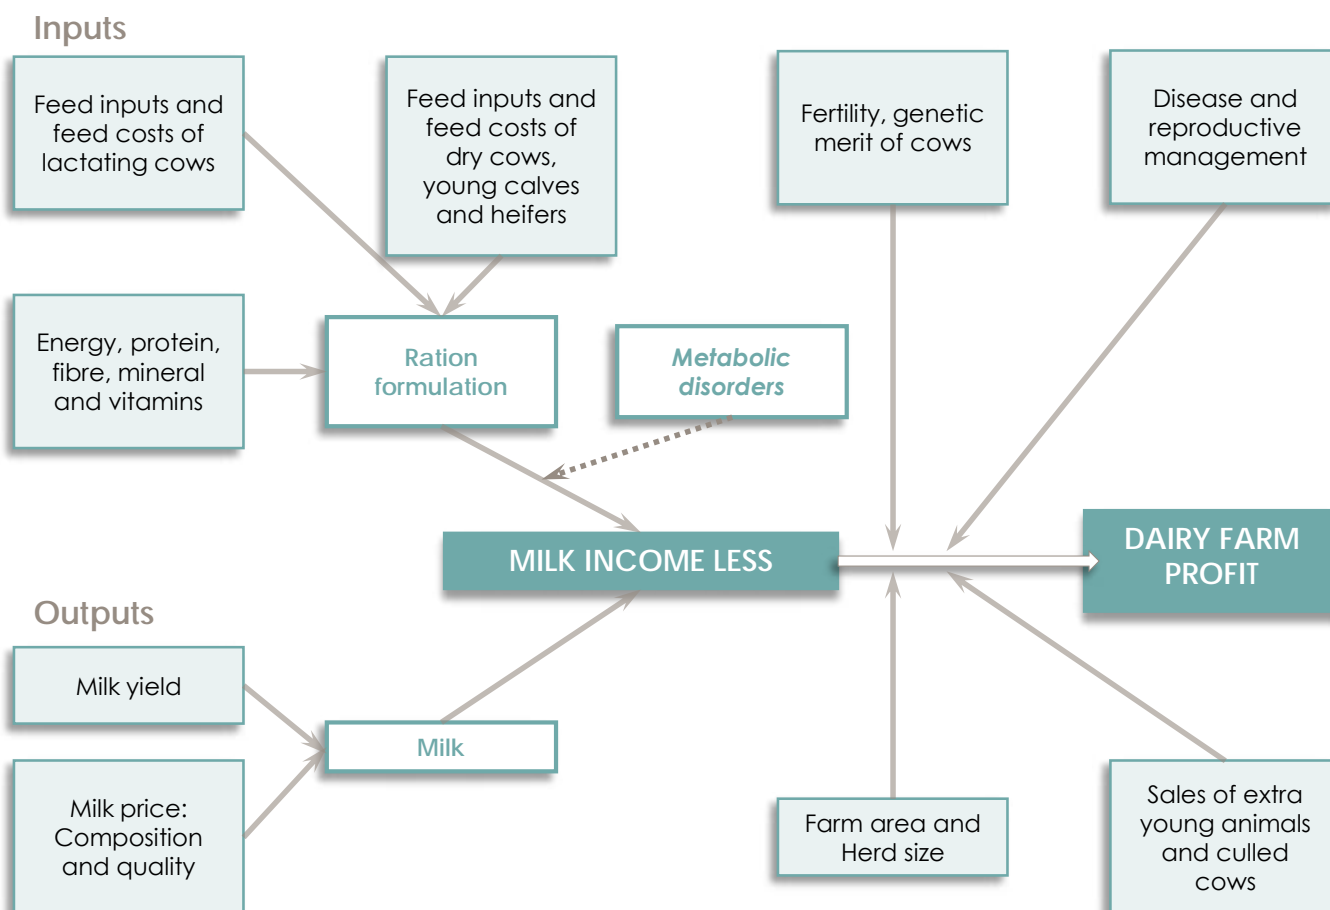 Inputs
Feed inputs and
feed costs of
lactating cows
Feed inputs and
feed costs of
dry cows,
young calves
and heifers
Fertility, genetic
merit of cows
Disease and
reproductive
management
Energy, protein,
fibre, mineral
and vitamins
Ration
formulation
Metabolic
disorders
MILK INCOME LESS
DAIRY FARM
PROFIT
Outputs
Milk yield
Milk
Milk price:
Composition
and quality
Farm area and
Herd size
Sales of extra
young animals
and culled
cows